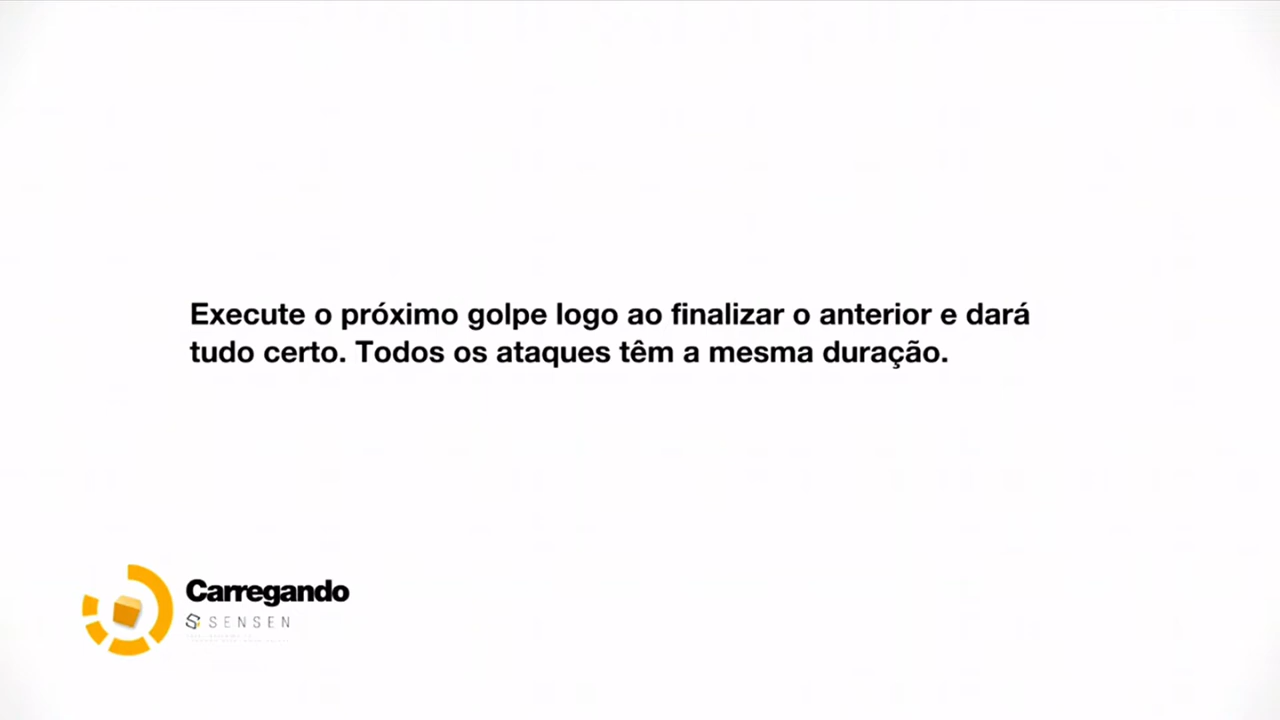 Execute o próximo golpe logo ao finalizar o anterior e dará
tudo certo. Todos os ataques têm a mesma duração.
Carregando
SENSEN